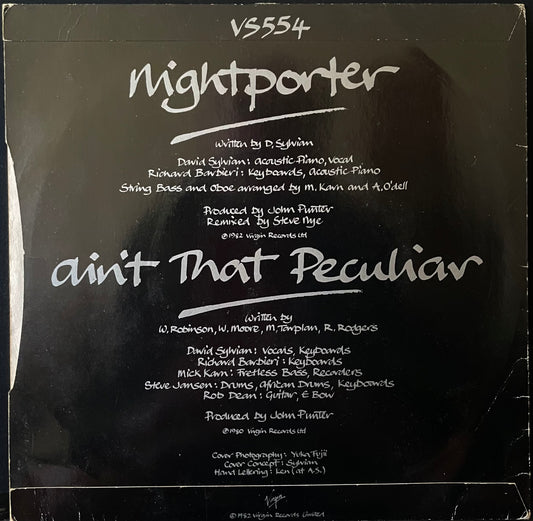 VS554
Nightporter
Written by D. Sylvian
David Sylvian: acoustic Piano, vocal
Richard Barbieri: Keyboards, acoustic Piano
String Bass and Oboe arranged by M. Karn and A. O'dell
Produced by John Punter
Remixed by Steve Nye
©1982 Virgin Records Ltd
ain't That Peculiar
Written by
W. Robinson, W. Moore, M. Tarplan, R. Rodgers
David Sylvian: Vocals, Keyboards
Richard Barbieri: Keyboards
Mick Karn: Fretless Bass, Recorders
Steve Jansen: Drums, african Drums, Keyboards
Rob Dean: Guitar, E Bow
Produced by John Punter
©1980 Virgin Records Ltd
Cover Photography: Yuka Fujii
Cover Concept: Sylvian
Hand Lettering: Ken (at A.S.)
Virgin
©1982 Virgin Records Limited